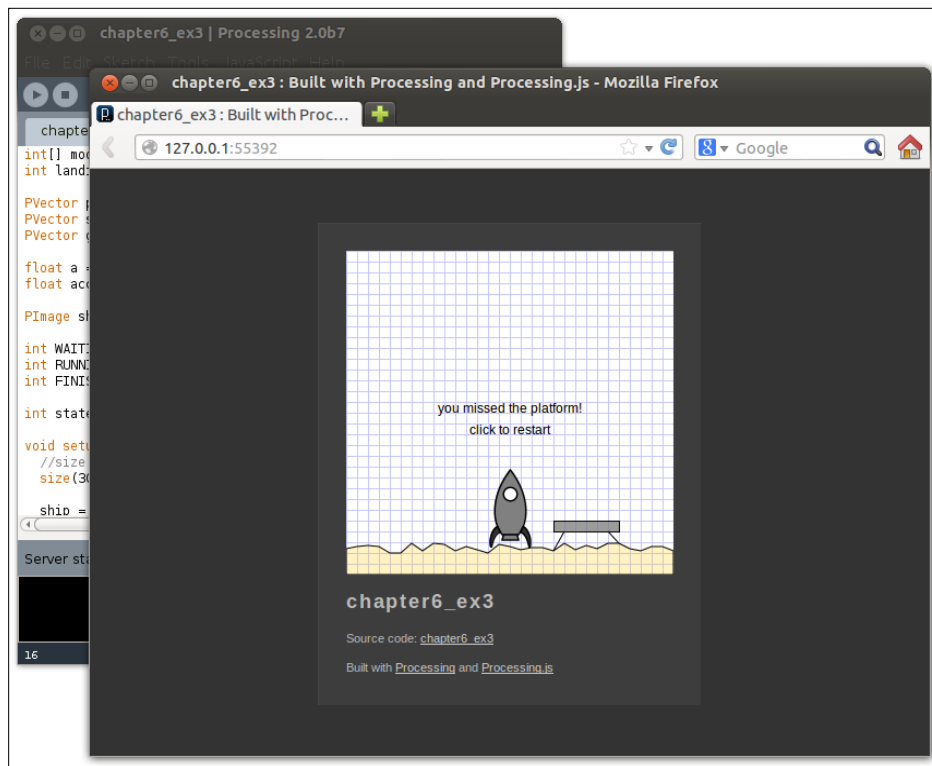 chapter6_ex3 | Processing 2.0b7
File Edit Sketch Tools JavaScript Help
chapter6_ex3 : Built with Processing and Processing.js - Mozilla Firefox
chapter6_ex3 : Built with Proc...
127.0.0.1:55392
Google
chapte
int[] mod
int landi
PVector p
PVector s
PVector g
float a =
float acc
PImage sh
int WAITI
int RUNNI
int FINIS
int state
void setu
//size
size(30
ship =
Server sta
16
you missed the platform!
click to restart
chapter6_ex3
Source code: chapter6_ex3
Built with Processing and Processing.js